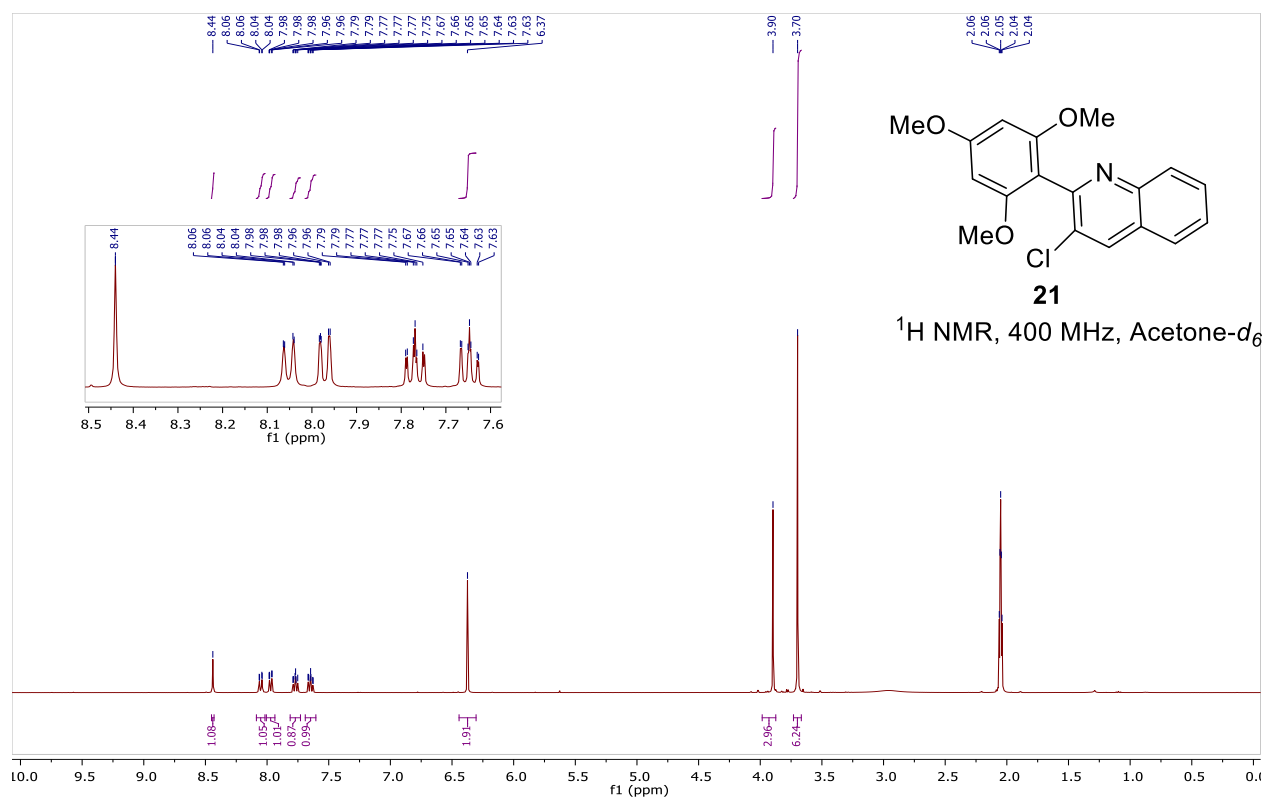 8.44 8.06 8.06 8.04 8.04 7.98 7.98 7.98 7.96 7.96 7.79 7.79 7.77 7.77 7.77 7.75 7.67 7.66 7.65 7.65 7.64 7.63 7.63 6.37 3.90 3.70 2.06 2.06 2.05 2.04 2.04
MeO OMe
N
MeO
Cl
21
¹H NMR, 400 MHz, Acetone-d₆
8.44 8.06 8.06 8.04 8.04 7.98 7.98 7.98 7.96 7.96 7.79 7.79 7.77 7.77 7.77 7.75 7.67 7.66 7.65 7.65 7.64 7.63 7.63
8.5 8.4 8.3 8.2 8.1 8.0 7.9 7.8 7.7 7.6
f1 (ppm)
1.08 1.05 1.01 0.87 0.99 1.91 2.96 6.24
10.0 9.5 9.0 8.5 8.0 7.5 7.0 6.5 6.0 5.5 5.0 4.5 4.0 3.5 3.0 2.5 2.0 1.5 1.0 0.5
f1 (ppm)